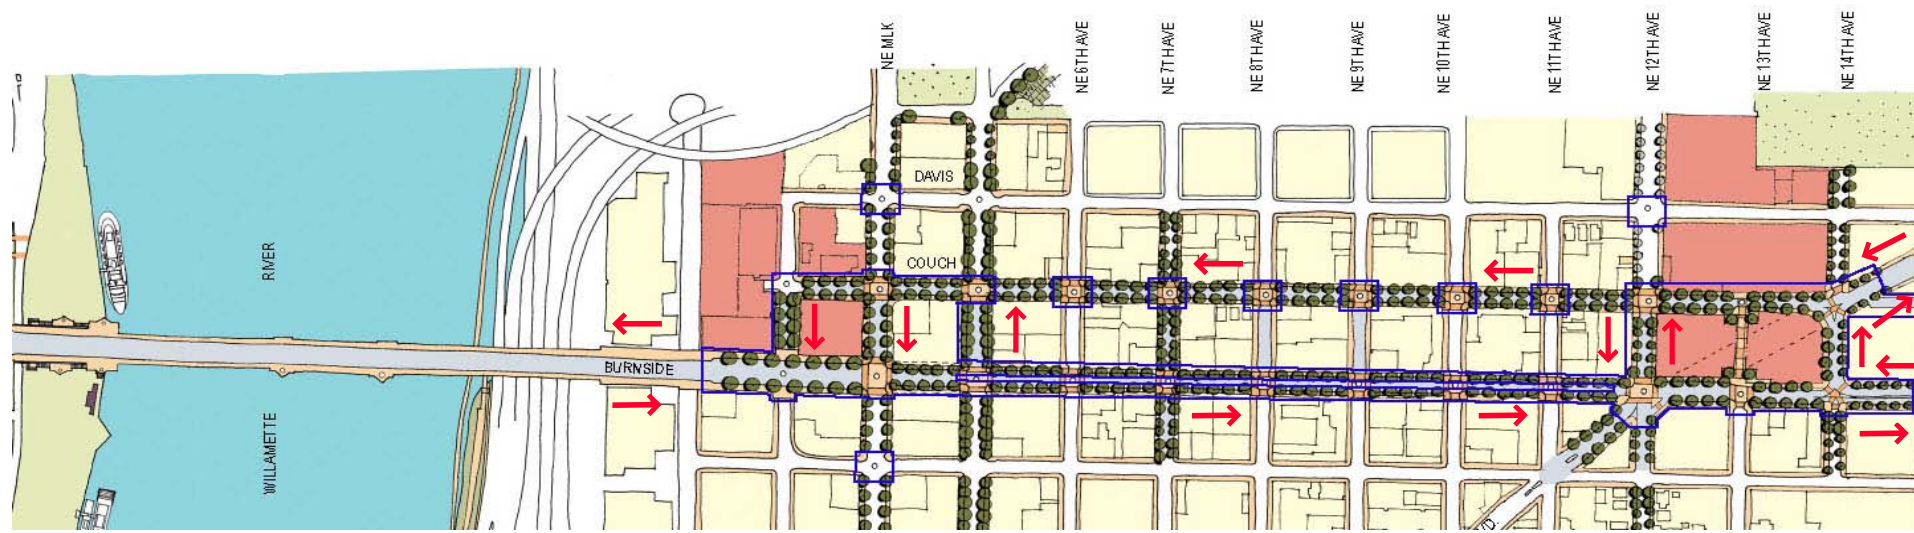 NE MLK
NE 6TH AVE
NE 7TH AVE
NE 8TH AVE
NE 9TH AVE
NE 10TH AVE
NE 11TH AVE
NE 12TH AVE
NE 13TH AVE
NE 14TH AVE
DAVIS
COUCH
BURNSIDE
WILLAMETTE RIVER